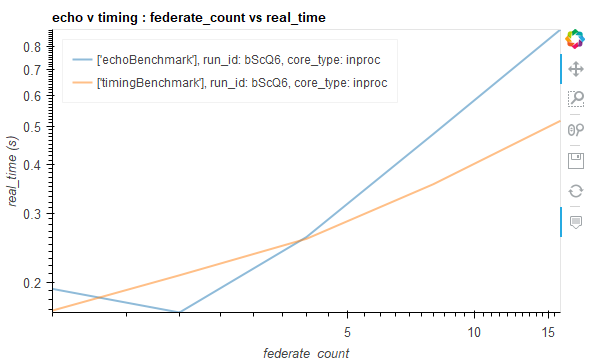 echo v timing : federate_count vs real_time
['echoBenchmark'], run_id: bScQ6, core_type: inproc
['timingBenchmark'], run_id: bScQ6, core_type: inproc
real_time (s)
0.8
0.7
0.6
0.5
0.4
0.3
0.2
5
10
15
federate_count